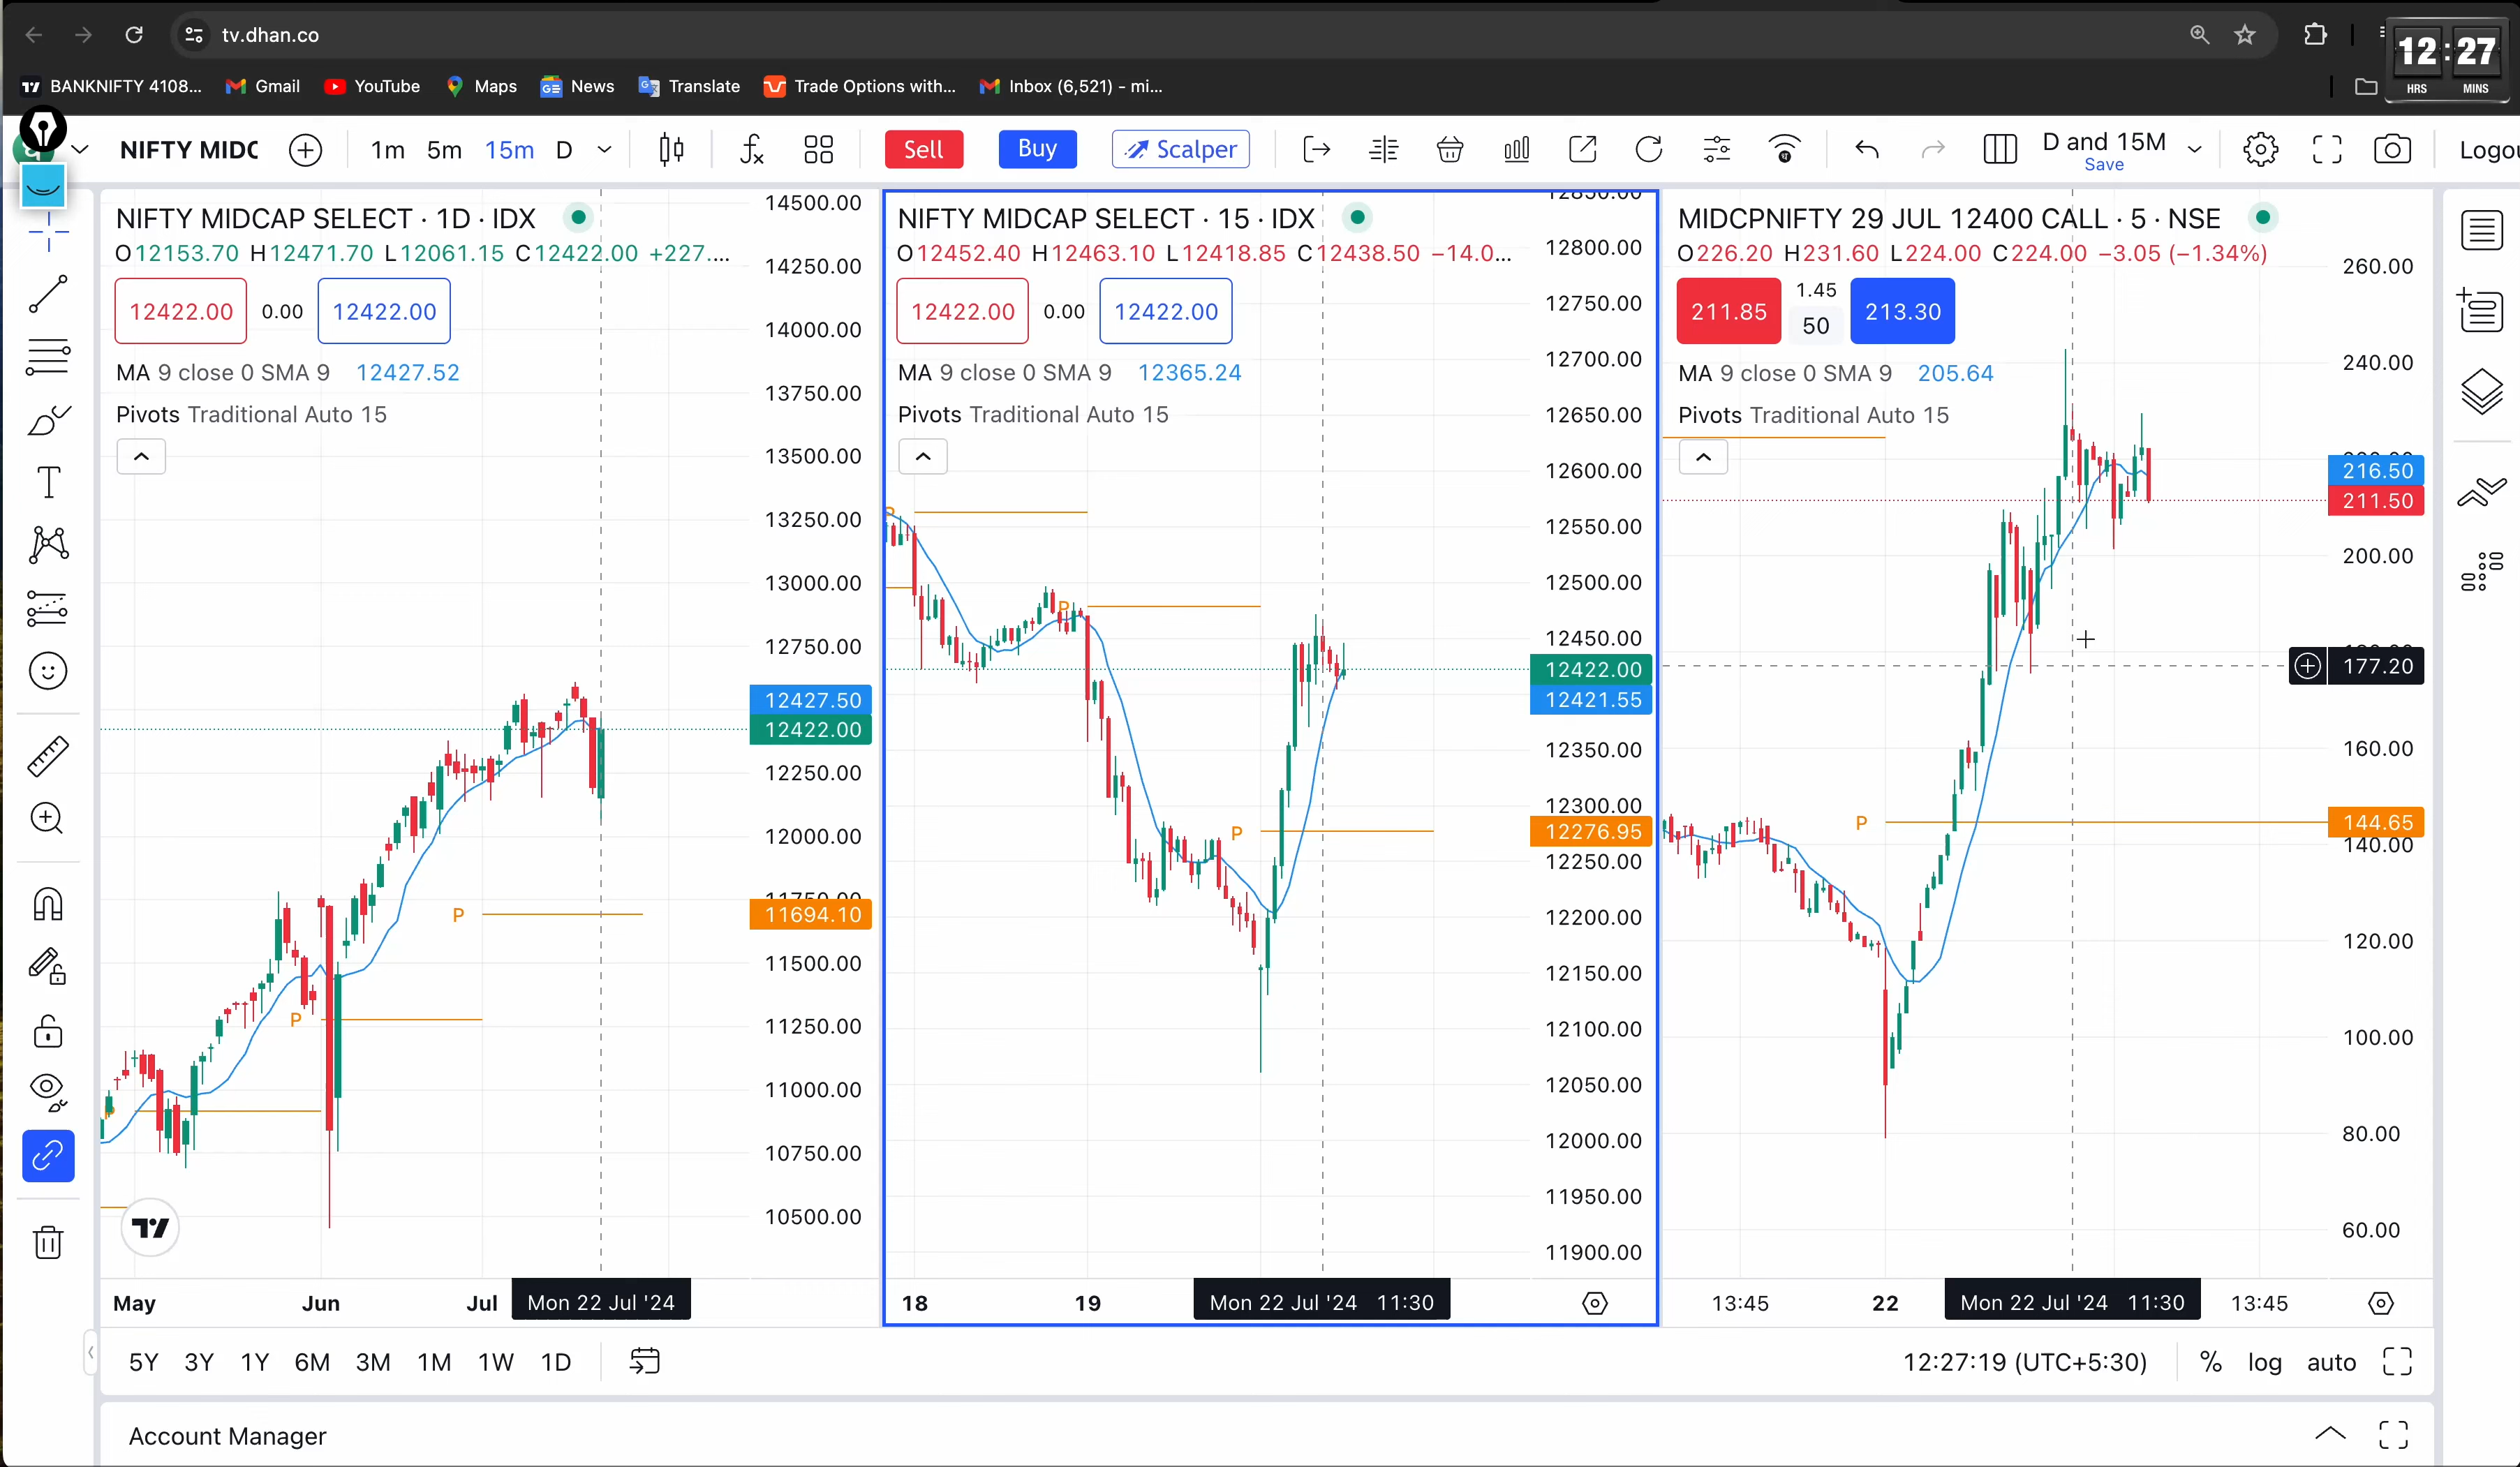 tv.dhan.co
12:27
HRS MINS
BANKNIFTY 4108... Gmail YouTube Maps News Translate Trade Options with... Inbox (6,521) - mi...
NIFTY MIDC 1m 5m 15m D Sell Buy Scalper D and 15M Save Logou
NIFTY MIDCAP SELECT · 1D · IDX
O12153.70 H12471.70 L12061.15 C12422.00 +227....
12422.00 0.00 12422.00
MA 9 close 0 SMA 9 12427.52
Pivots Traditional Auto 15
14500.00
14250.00
14000.00
13750.00
13500.00
13250.00
13000.00
12750.00
12427.50
12422.00
12250.00
12000.00
11694.10
11500.00
11250.00
11000.00
10750.00
10500.00
P
P
P
May Jun Jul Mon 22 Jul '24
NIFTY MIDCAP SELECT · 15 · IDX
O12452.40 H12463.10 L12418.85 C12438.50 −14.0...
12422.00 0.00 12422.00
MA 9 close 0 SMA 9 12365.24
Pivots Traditional Auto 15
12850.00
12800.00
12750.00
12700.00
12650.00
12600.00
12550.00
12500.00
12450.00
12422.00
12421.55
12350.00
12300.00
12276.95
12250.00
12200.00
12150.00
12100.00
12050.00
12000.00
11950.00
11900.00
P
P
P
18 19 Mon 22 Jul '24 11:30
MIDCPNIFTY 29 JUL 12400 CALL · 5 · NSE
O226.20 H231.60 L224.00 C224.00 −3.05 (−1.34%)
211.85 1.45 50 213.30
MA 9 close 0 SMA 9 205.64
Pivots Traditional Auto 15
260.00
240.00
216.50
211.50
200.00
177.20
160.00
144.65
140.00
120.00
100.00
80.00
60.00
P
13:45 22 Mon 22 Jul '24 11:30 13:45
5Y 3Y 1Y 6M 3M 1M 1W 1D 12:27:19 (UTC+5:30) % log auto
Account Manager